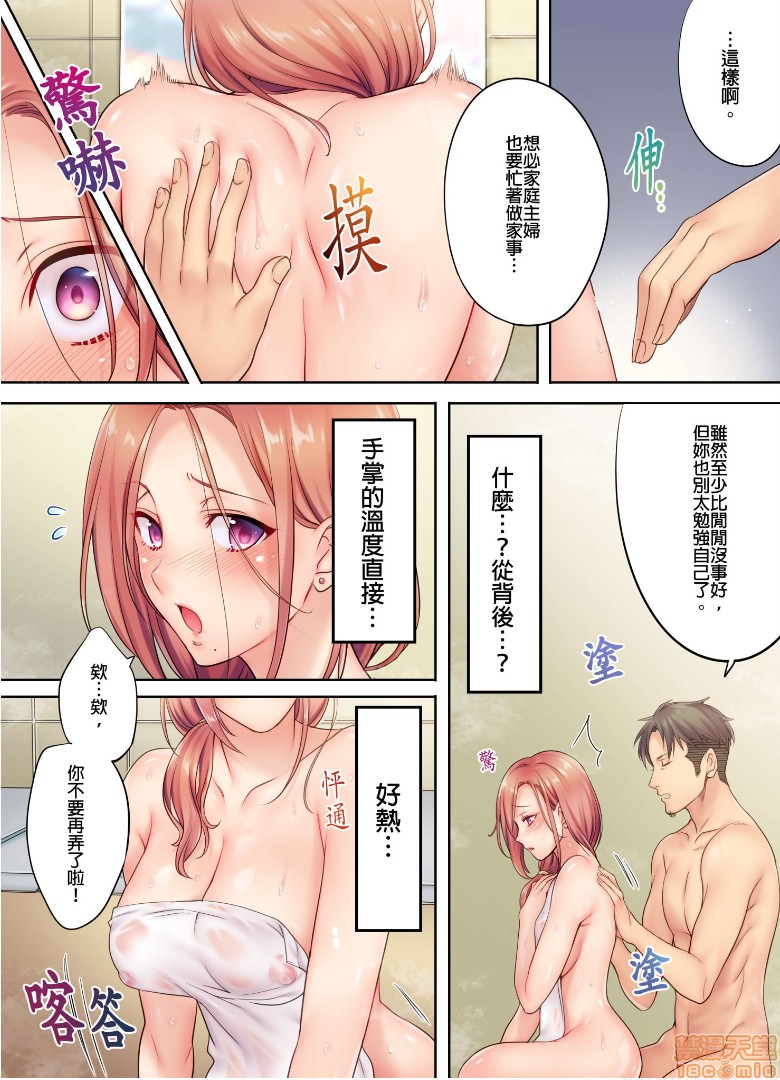 …這樣啊。
伸…
想必家庭主婦
也要忙著做家事…
摸
驚嚇
雖然至少比閒閒沒事好，
但妳也別太勉強自己了。
什麼…？從背後…？
塗
驚
塗
手掌的溫度直接…
好熱…
怦通
欸…欸，
你不要再弄了啦！
喀答
禁漫天堂
18comic